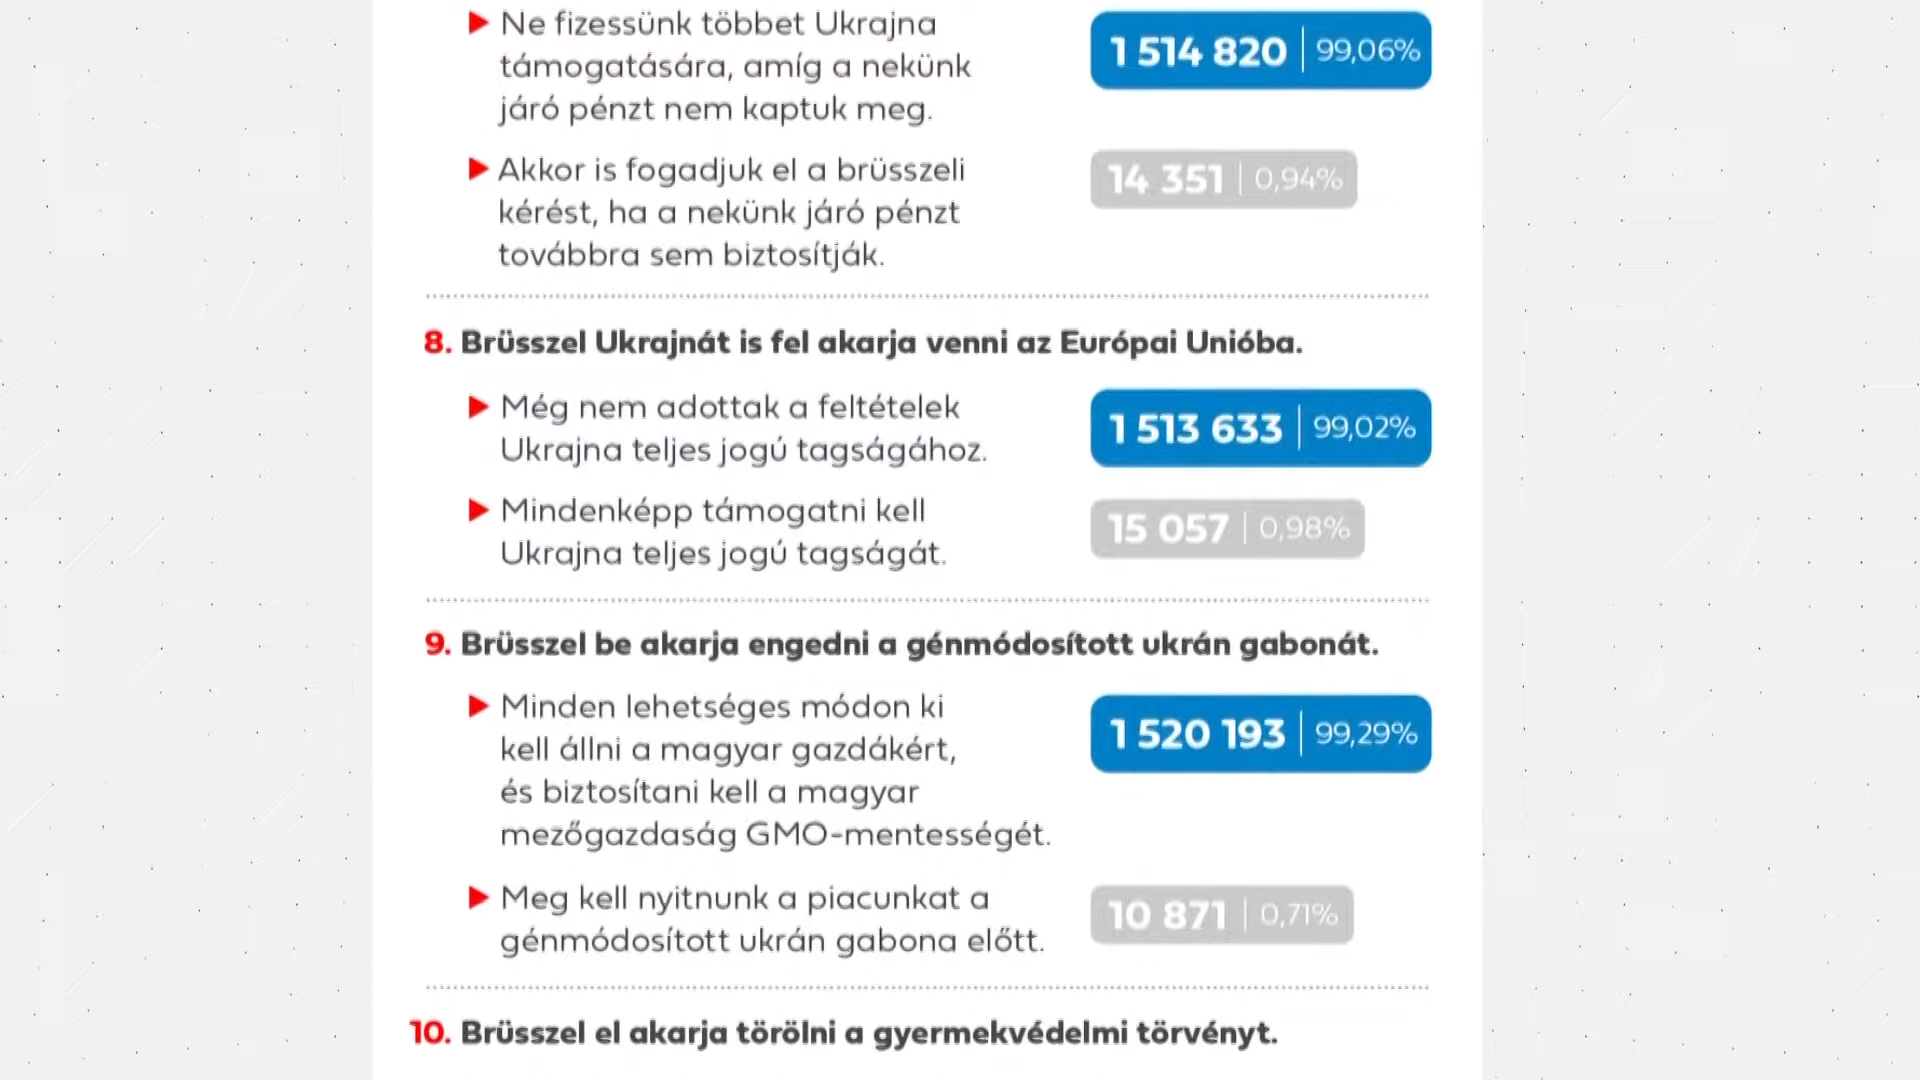 Ne fizessünk többet Ukrajna
támogatására, amíg a nekünk
járó pénzt nem kaptuk meg.
1 514 820 | 99,06%
Akkor is fogadjuk el a brüsszeli
kérést, ha a nekünk járó pénzt
továbbra sem biztosítják.
14 351 | 0,94%
8. Brüsszel Ukrajnát is fel akarja venni az Európai Unióba.
Még nem adottak a feltételek
Ukrajna teljes jogú tagságához.
1 513 633 | 99,02%
Mindenképp támogatni kell
Ukrajna teljes jogú tagságát.
15 057 | 0,98%
9. Brüsszel be akarja engedni a génmódosított ukrán gabonát.
Minden lehetséges módon ki
kell állni a magyar gazdákért,
és biztosítani kell a magyar
mezőgazdaság GMO-mentességét.
1 520 193 | 99,29%
Meg kell nyitnunk a piacunkat a
génmódosított ukrán gabona előtt.
10 871 | 0,71%
10. Brüsszel el akarja törölni a gyermekvédelmi törvényt.